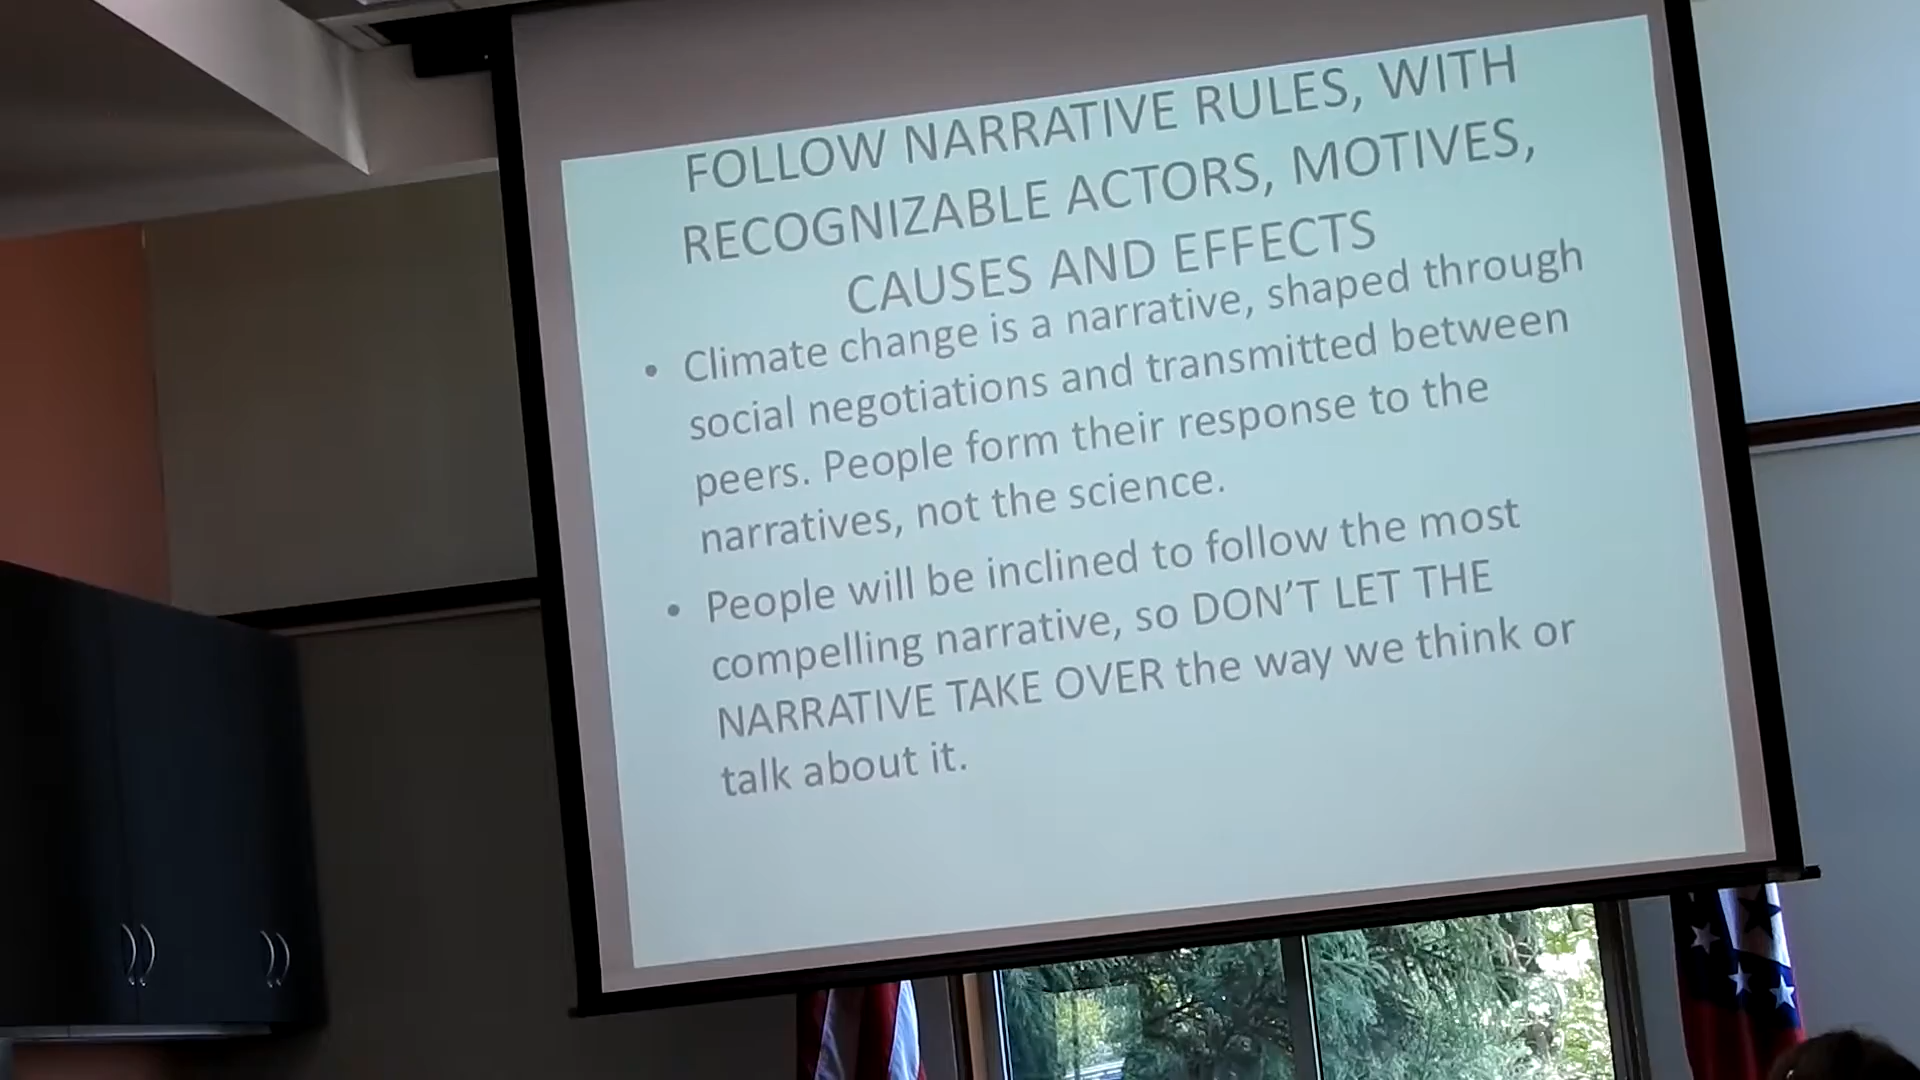 FOLLOW NARRATIVE RULES, WITH
RECOGNIZABLE ACTORS, MOTIVES,
CAUSES AND EFFECTS
• Climate change is a narrative, shaped through
social negotiations and transmitted between
peers. People form their response to the
narratives, not the science.
• People will be inclined to follow the most
compelling narrative, so DON'T LET THE
NARRATIVE TAKE OVER the way we think or
talk about it.